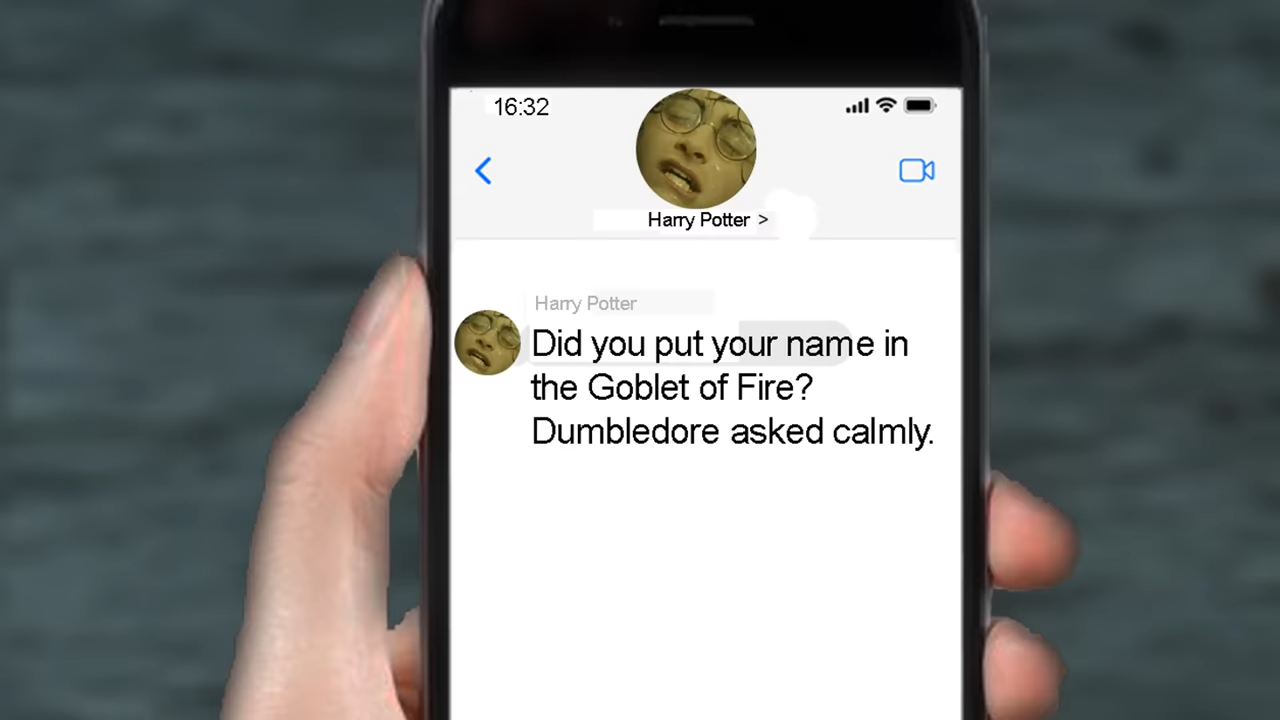 16:32
Harry Potter >
Harry Potter
Did you put your name in
the Goblet of Fire?
Dumbledore asked calmly.